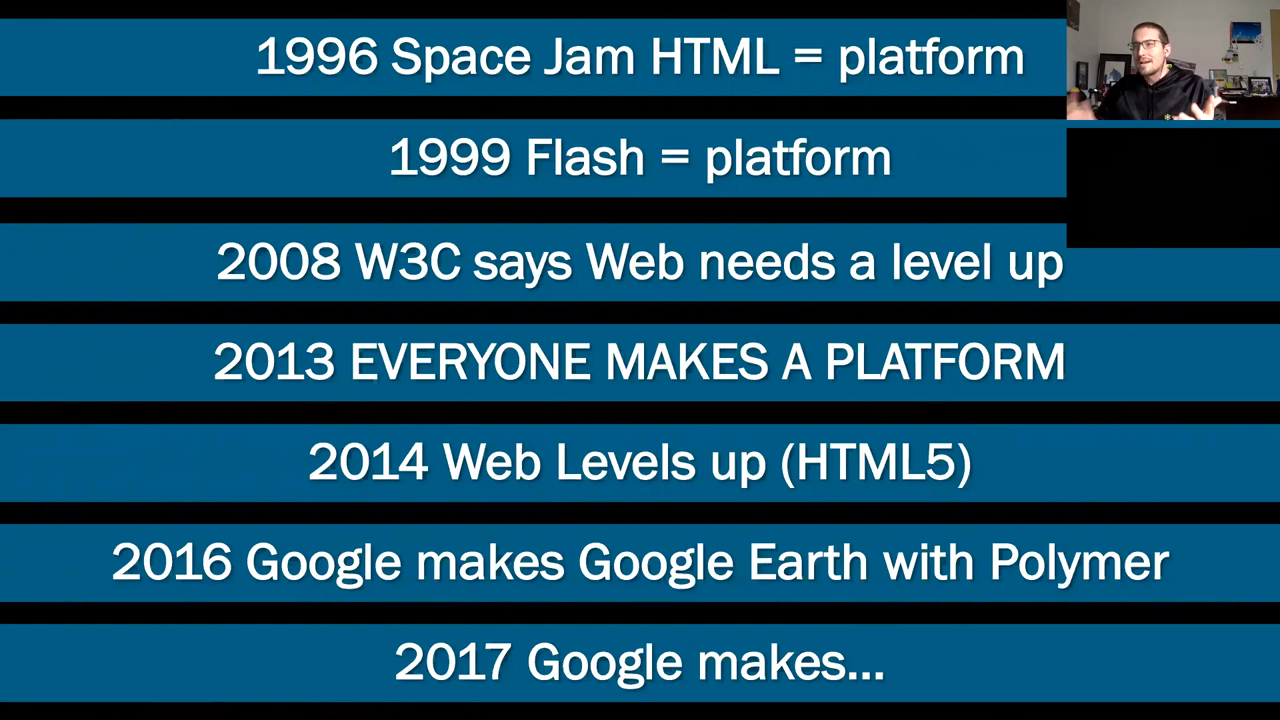 1996 Space Jam HTML = platform
1999 Flash = platform
2008 W3C says Web needs a level up
2013 EVERYONE MAKES A PLATFORM
2014 Web Levels up (HTML5)
2016 Google makes Google Earth with Polymer
2017 Google makes...